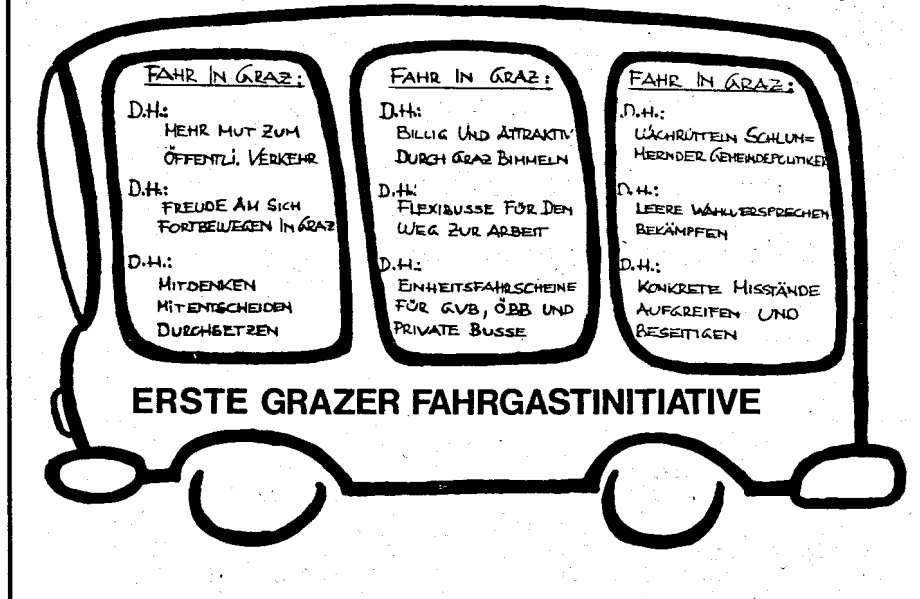 FAHR IN GRAZ:
D.H.:
MEHR MUT ZUM
ÖFFENTLI. VERKEHR
D.H.:
FREUDE AM SICH
FORTBEWEGEN IN GRAZ
D.H.:
MITDENKEN
MITENTSCHEIDEN
DURCHSETZEN
FAHR IN GRAZ:
D.H.:
BILLIG UND ATTRAKTIV
DURCH GRAZ BIMMELN
D.H.:
FLEXIBUSSE FÜR DEN
WEG ZUR ARBEIT
D.H.:
EINHEITSFAHRSCHEINE
FÜR GVB, ÖBB UND
PRIVATE BUSSE
FAHR IN GRAZ:
D.H.:
WACHRÜTTELN SCHLUM=
MERNDER GEMEINDEPOLITIKER
D.H.:
LEERE WAHLVERSPRECHEN
BEKÄMPFEN
D.H.:
KONKRETE MISSTÄNDE
AUFGREIFEN UND
BESEITIGEN
ERSTE GRAZER FAHRGASTINITIATIVE